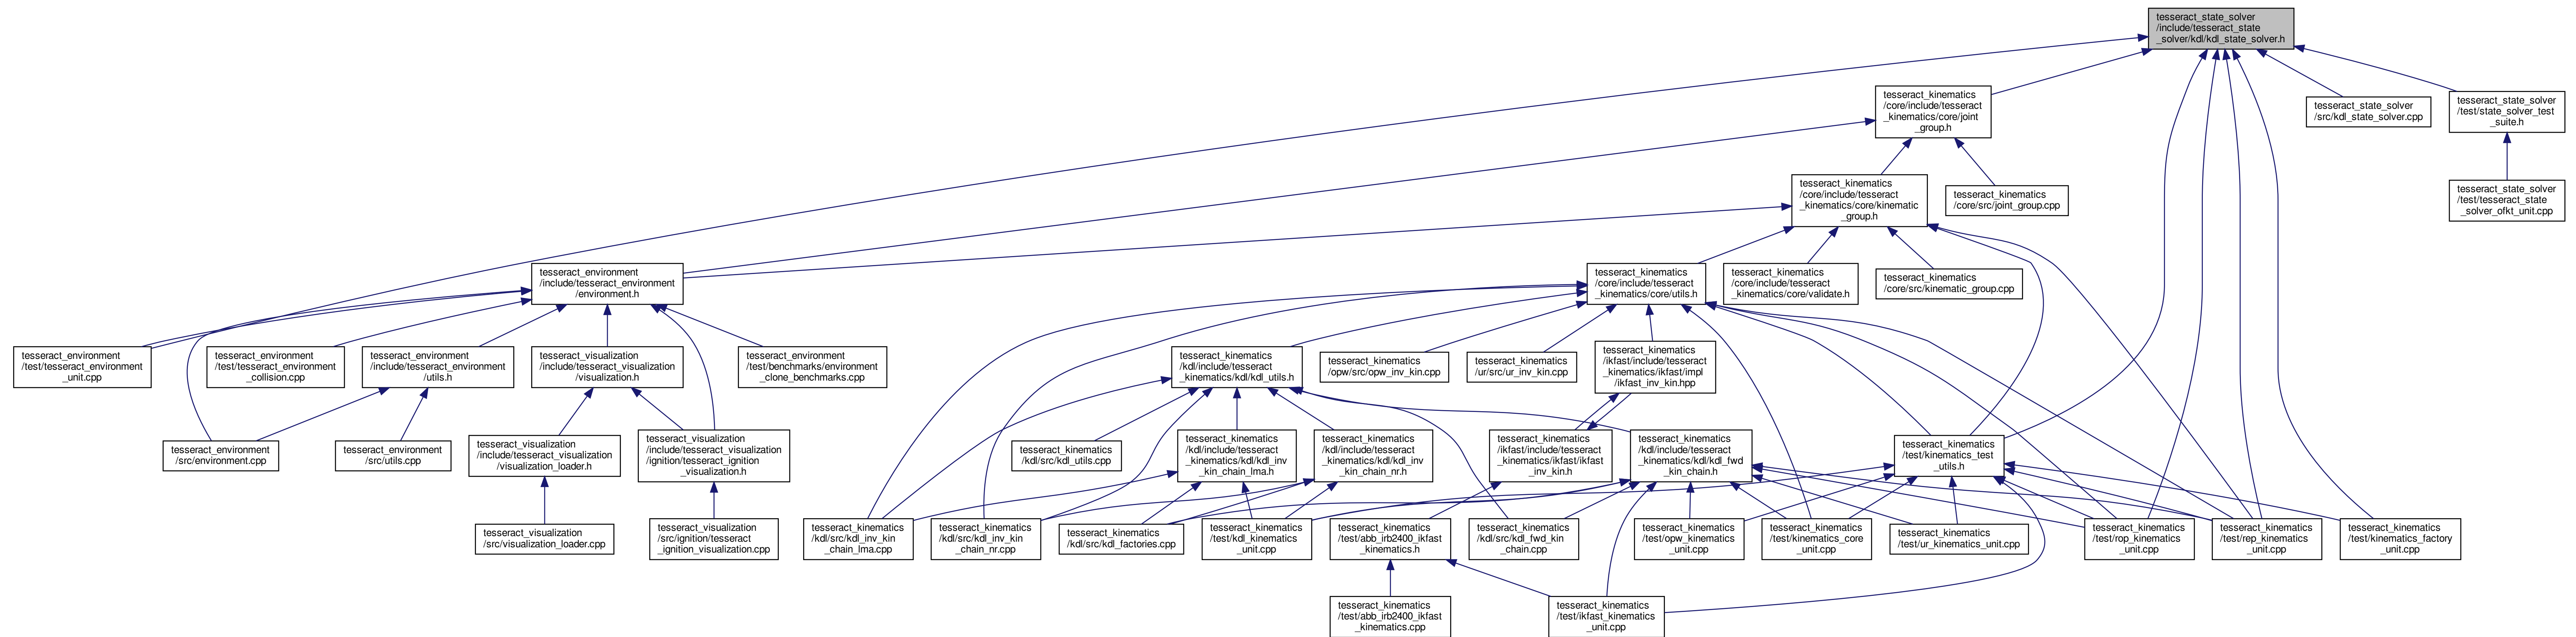 tesseract_state_solver
/include/tesseract_state
_solver/kdl/kdl_state_solver.h
tesseract_kinematics
/core/include/tesseract
_kinematics/core/joint
_group.h
tesseract_state_solver
/src/kdl_state_solver.cpp
tesseract_state_solver
/test/state_solver_test
_suite.h
tesseract_kinematics
/core/include/tesseract
_kinematics/core/kinematic
_group.h
tesseract_kinematics
/core/src/joint_group.cpp
tesseract_state_solver
/test/tesseract_state
_solver_ofkt_unit.cpp
tesseract_environment
/include/tesseract_environment
/environment.h
tesseract_kinematics
/core/include/tesseract
_kinematics/core/utils.h
tesseract_kinematics
/core/include/tesseract
_kinematics/core/validate.h
tesseract_kinematics
/core/src/kinematic_group.cpp
tesseract_environment
/test/tesseract_environment
_unit.cpp
tesseract_environment
/test/tesseract_environment
_collision.cpp
tesseract_environment
/include/tesseract_environment
/utils.h
tesseract_visualization
/include/tesseract_visualization
/visualization.h
tesseract_environment
/test/benchmarks/environment
_clone_benchmarks.cpp
tesseract_kinematics
/kdl/include/tesseract
_kinematics/kdl/kdl_utils.h
tesseract_kinematics
/opw/src/opw_inv_kin.cpp
tesseract_kinematics
/ur/src/ur_inv_kin.cpp
tesseract_kinematics
/ikfast/include/tesseract
_kinematics/ikfast/impl
/ikfast_inv_kin.hpp
tesseract_environment
/src/environment.cpp
tesseract_environment
/src/utils.cpp
tesseract_visualization
/include/tesseract_visualization
/visualization_loader.h
tesseract_visualization
/include/tesseract_visualization
/ignition/tesseract_ignition
_visualization.h
tesseract_kinematics
/kdl/src/kdl_utils.cpp
tesseract_kinematics
/kdl/include/tesseract
_kinematics/kdl/kdl_inv
_kin_chain_lma.h
tesseract_kinematics
/kdl/include/tesseract
_kinematics/kdl/kdl_inv
_kin_chain_nr.h
tesseract_kinematics
/ikfast/include/tesseract
_kinematics/ikfast/ikfast
_inv_kin.h
tesseract_kinematics
/kdl/include/tesseract
_kinematics/kdl/kdl_fwd
_kin_chain.h
tesseract_kinematics
/test/kinematics_test
_utils.h
tesseract_visualization
/src/visualization_loader.cpp
tesseract_visualization
/src/ignition/tesseract
_ignition_visualization.cpp
tesseract_kinematics
/kdl/src/kdl_inv_kin
_chain_lma.cpp
tesseract_kinematics
/kdl/src/kdl_inv_kin
_chain_nr.cpp
tesseract_kinematics
/kdl/src/kdl_factories.cpp
tesseract_kinematics
/test/kdl_kinematics
_unit.cpp
tesseract_kinematics
/test/abb_irb2400_ikfast
_kinematics.h
tesseract_kinematics
/kdl/src/kdl_fwd_kin
_chain.cpp
tesseract_kinematics
/test/opw_kinematics
_unit.cpp
tesseract_kinematics
/test/kinematics_core
_unit.cpp
tesseract_kinematics
/test/ur_kinematics_unit.cpp
tesseract_kinematics
/test/rop_kinematics
_unit.cpp
tesseract_kinematics
/test/rep_kinematics
_unit.cpp
tesseract_kinematics
/test/kinematics_factory
_unit.cpp
tesseract_kinematics
/test/abb_irb2400_ikfast
_kinematics.cpp
tesseract_kinematics
/test/ikfast_kinematics
_unit.cpp